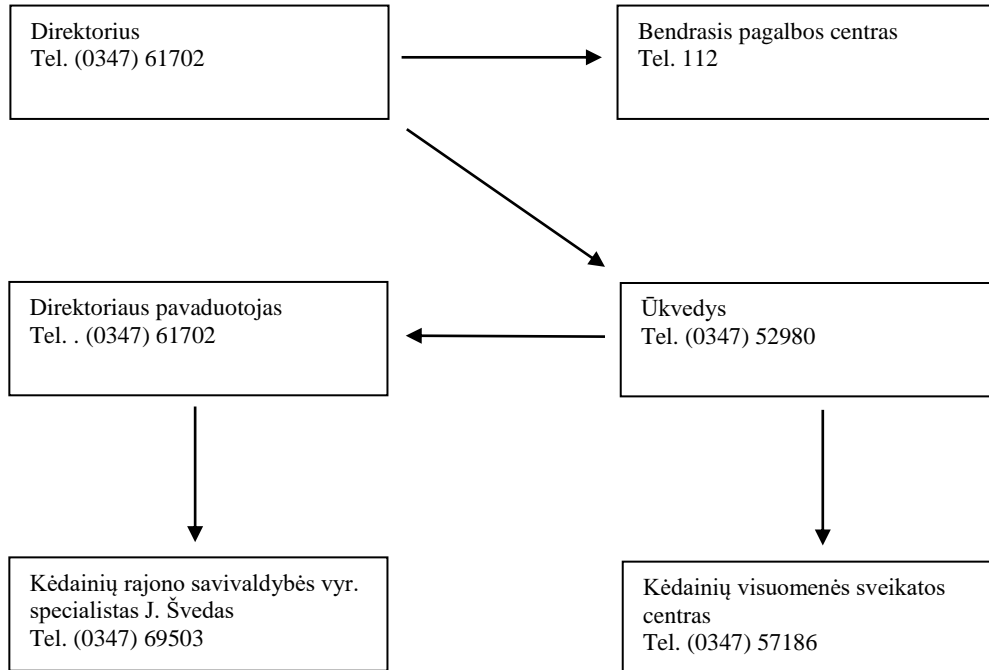 Direktorius
Tel. (0347) 61702
Bendrasis pagalbos centras
Tel. 112
Direktoriaus pavaduotojas
Tel. . (0347) 61702
Ūkvedys
Tel. (0347) 52980
Kėdainių rajono savivaldybės vyr.
specialistas J. Švedas
Tel. (0347) 69503
Kėdainių visuomenės sveikatos
centras
Tel. (0347) 57186